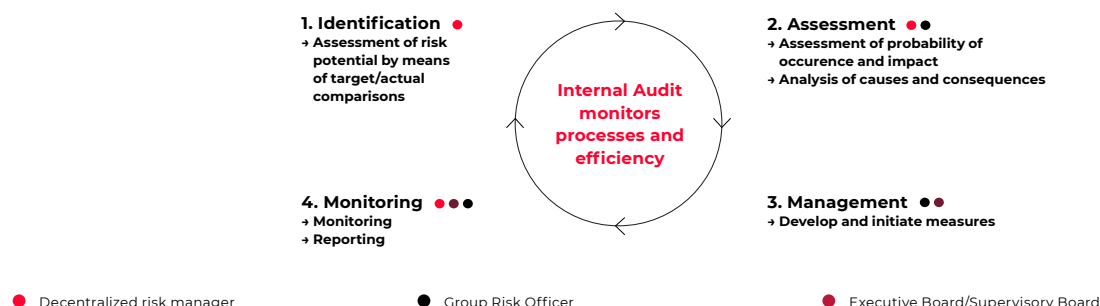 1. Identification
→ Assessment of risk
potential by means
of target/actual
comparisons
2. Assessment
→ Assessment of probability of
occurence and impact
→ Analysis of causes and consequences
Internal Audit
monitors
processes and
efficiency
4. Monitoring
→ Monitoring
→ Reporting
3. Management
→ Develop and initiate measures
Decentralized risk manager
Group Risk Officer
Executive Board/Supervisory Board